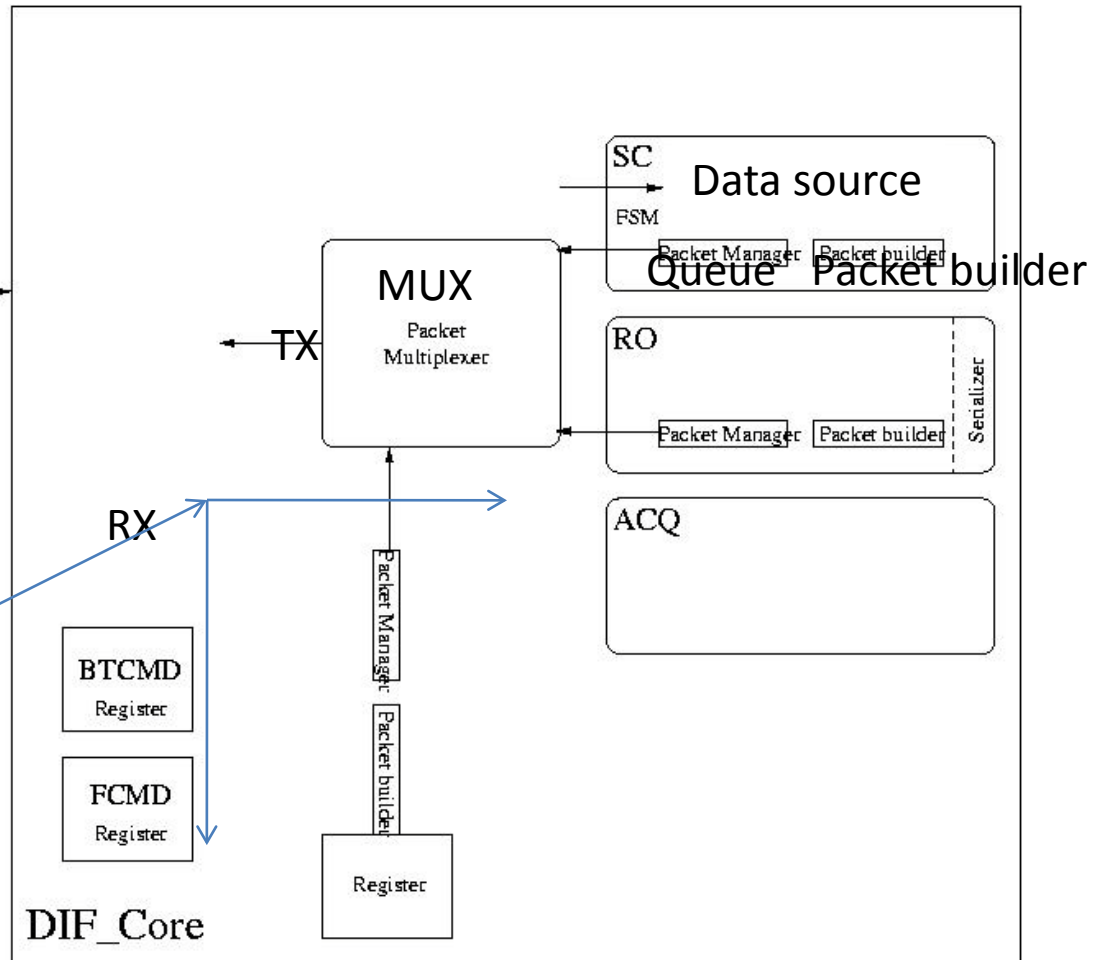 SC
Data source
FSM
Packet Manager
Packet builder
Queue
Packet builder
MUX
Packet
Multiplexer
TX
RO
Serializer
Packet Manager
Packet builder
RX
ACQ
Packet Manager
BTCMD
Register
Packet builder
FCMD
Register
Register
DIF_Core